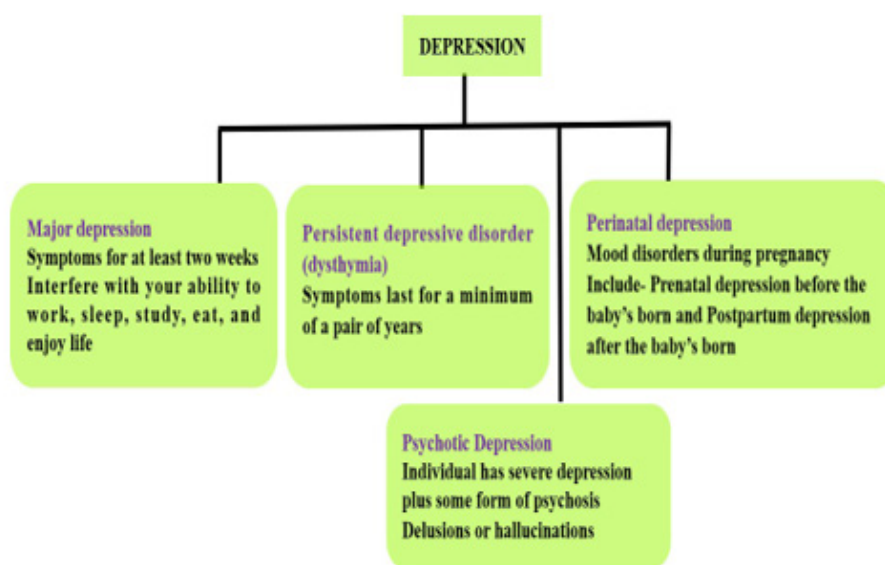 DEPRESSION
Major depression
Symptoms for at least two weeks
Interfere with your ability to
work, sleep, study, eat, and
enjoy life
Persistent depressive disorder
(dysthymia)
Symptoms last for a minimum
of a pair of years
Perinatal depression
Mood disorders during pregnancy
Include- Prenatal depression before the
baby's born and Postpartum depression
after the baby's born
Psychotic Depression
Individual has severe depression
plus some form of psychosis
Delusions or hallucinations